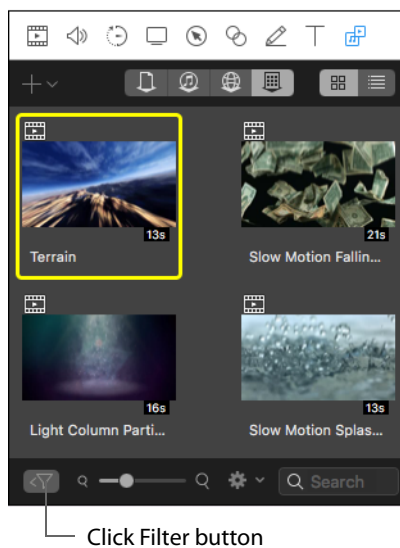 13s
21s
Terrain
Slow Motion Fallin...
16s
13s
Light Column Parti...
Slow Motion Splas...
Search
Click Filter button